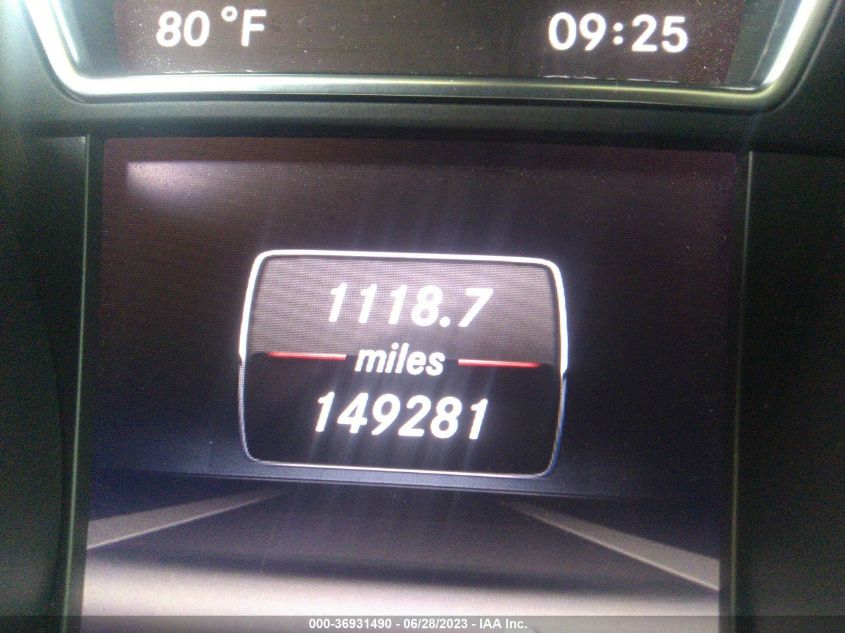 80 °F 09:25
1118.7
miles
149281
000-36931490 - 06/28/2023 - IAA Inc.